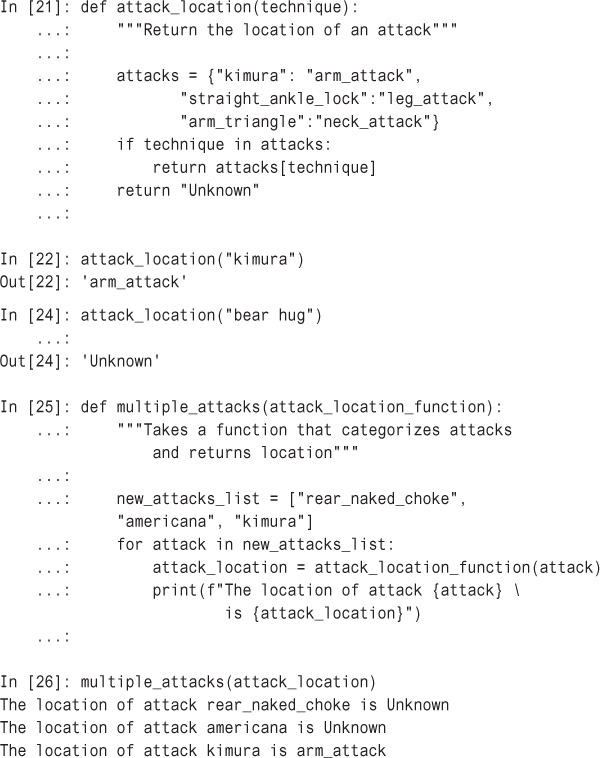 In [21]: def attack_location(technique):
    ...:     """Return the location of an attack"""
    ...:
    ...:     attacks = {"kimura": "arm_attack",
    ...:            "straight_ankle_lock":"leg_attack",
    ...:            "arm_triangle":"neck_attack"}
    ...:     if technique in attacks:
    ...:         return attacks[technique]
    ...:     return "Unknown"
    ...:
In [22]: attack_location("kimura")
Out[22]: 'arm_attack'
In [24]: attack_location("bear hug")
    ...:
Out[24]: 'Unknown'
In [25]: def multiple_attacks(attack_location_function):
    ...:     """Takes a function that categorizes attacks
                 and returns location"""
    ...:
    ...:     new_attacks_list = ["rear_naked_choke",
             "americana", "kimura"]
    ...:     for attack in new_attacks_list:
    ...:         attack_location = attack_location_function(attack)
    ...:         print(f"The location of attack {attack} \
                         is {attack_location}")
    ...:
In [26]: multiple_attacks(attack_location)
The location of attack rear_naked_choke is Unknown
The location of attack americana is Unknown
The location of attack kimura is arm_attack